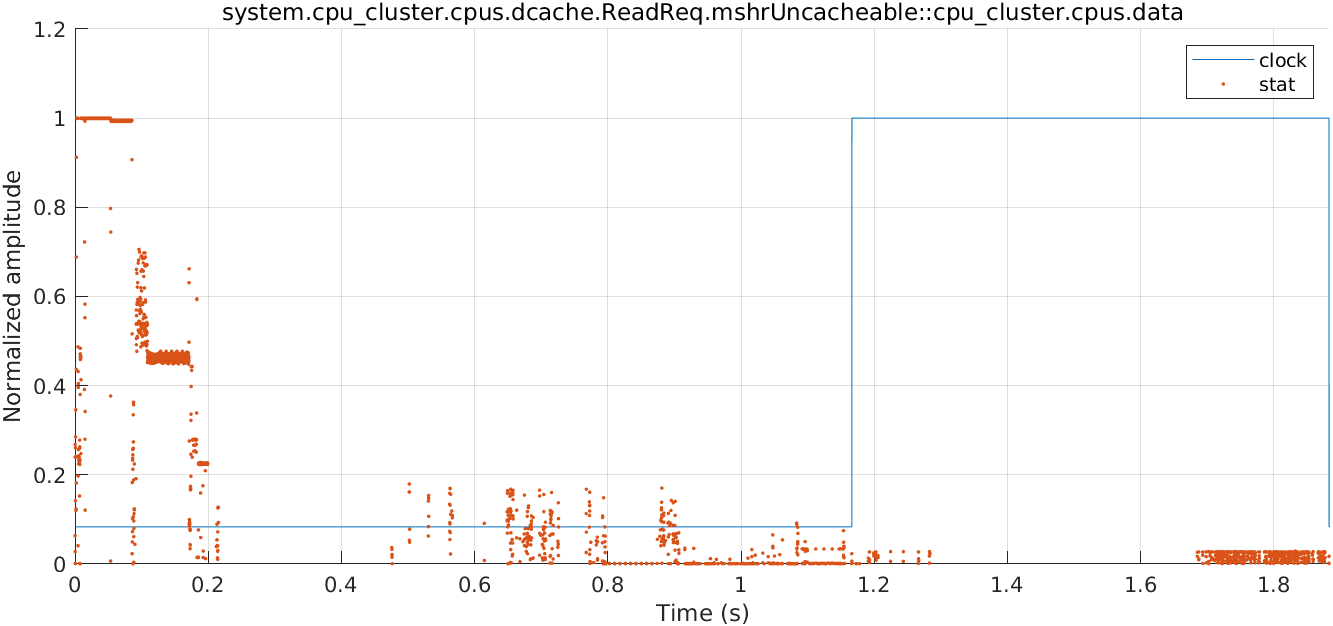 system.cpu_cluster.cpus.dcache.ReadReq.mshrUncacheable::cpu_cluster.cpus.data
1.2
clock
stat
1
0.8
0.6
0.4
0.2
0
Normalized amplitude
0 0.2 0.4 0.6 0.8 1 1.2 1.4 1.6 1.8
Time (s)